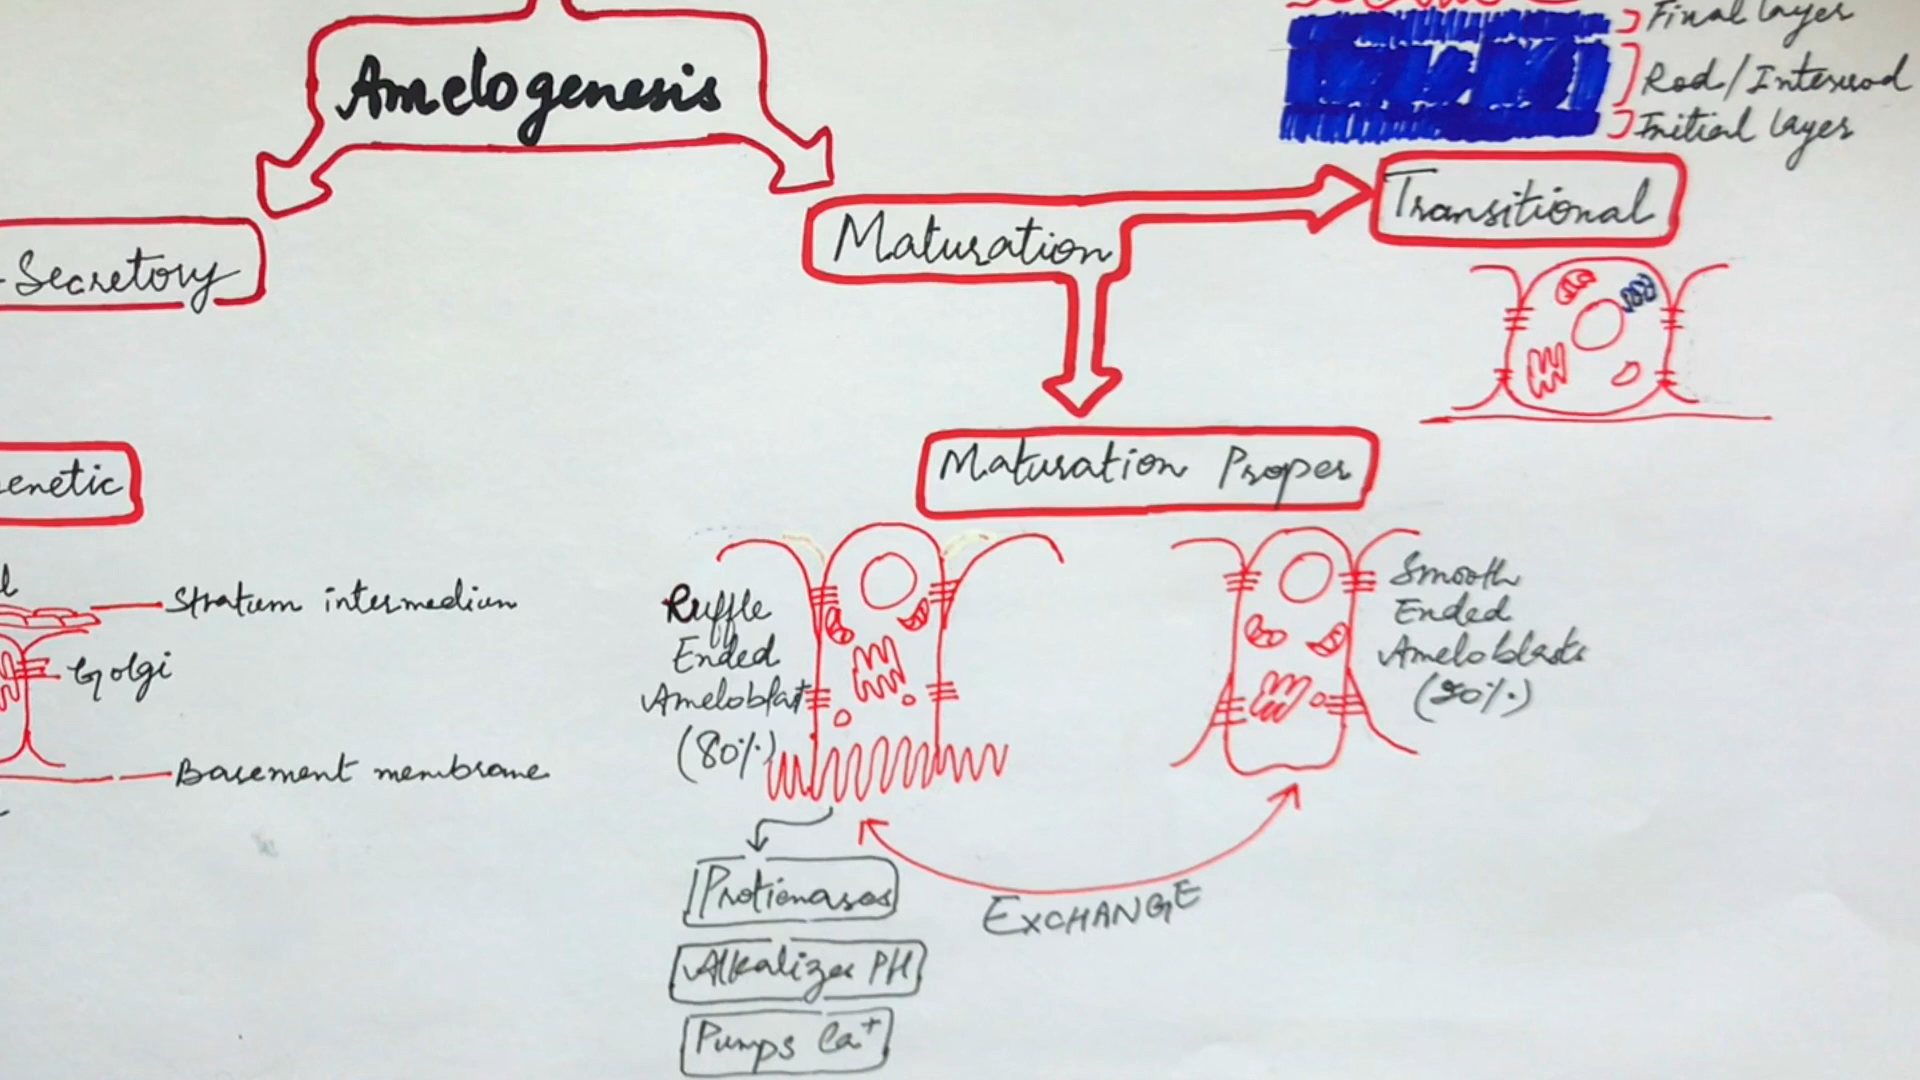 Final layer
Rod/Interrod
Initial layer
Amelogenesis
Transitional
Maturation
-Secretory
Maturation Proper
enetic
l
Stratum intermedium
Golgi
Basement membrane
Ruffle
Ended
Ameloblast
(80%)
Smooth
Ended
Ameloblasts
(20%)
EXCHANGE
Protienases
Alkalizes PH
Pumps Ca+